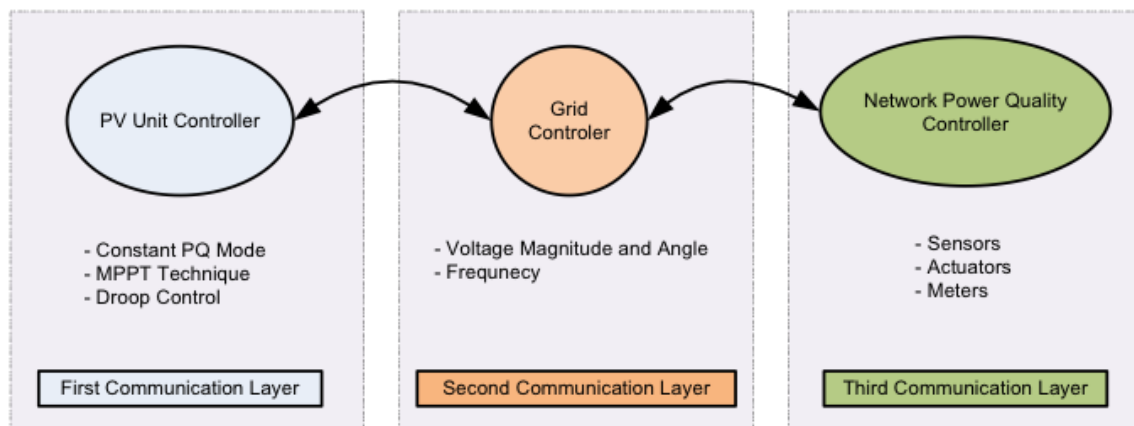 PV Unit Controller
- Constant PQ Mode
- MPPT Technique
- Droop Control
First Communication Layer
Grid
Controler
- Voltage Magnitude and Angle
- Frequnecy
Second Communication Layer
Network Power Quality
Controller
- Sensors
- Actuators
- Meters
Third Communication Layer